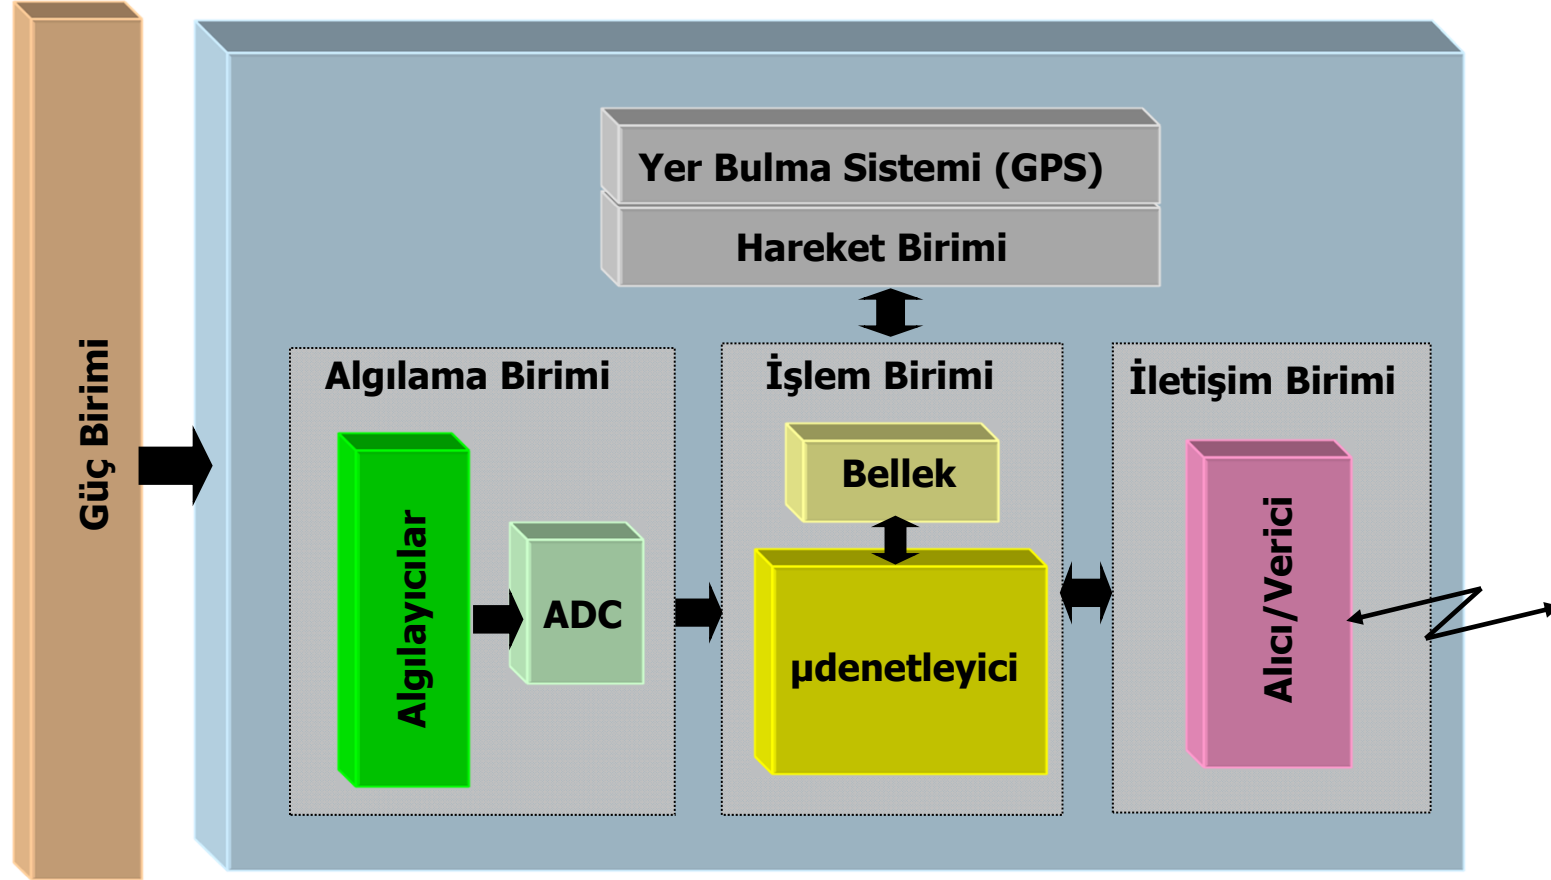 Güç Birimi
Yer Bulma Sistemi (GPS)
Hareket Birimi
Algılama Birimi
Algılayıcılar
ADC
İşlem Birimi
Bellek
µdenetleyici
İletişim Birimi
Alıcı/Verici